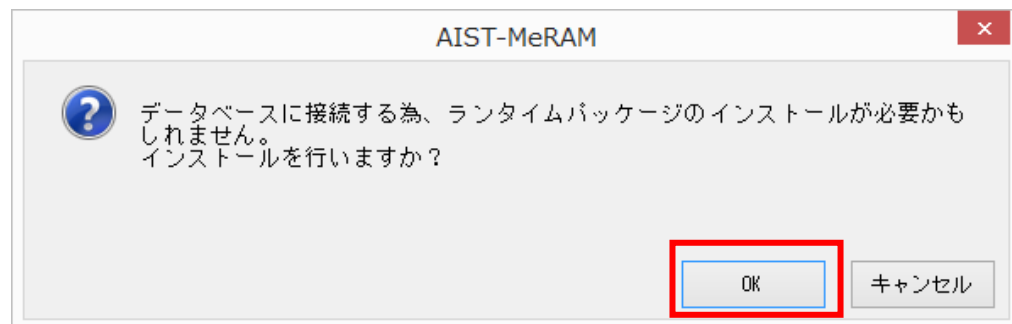 AIST-MeRAM
データベースに接続する為、ランタイムパッケージのインストールが必要かも
しれません。
インストールを行いますか？
OK
キャンセル